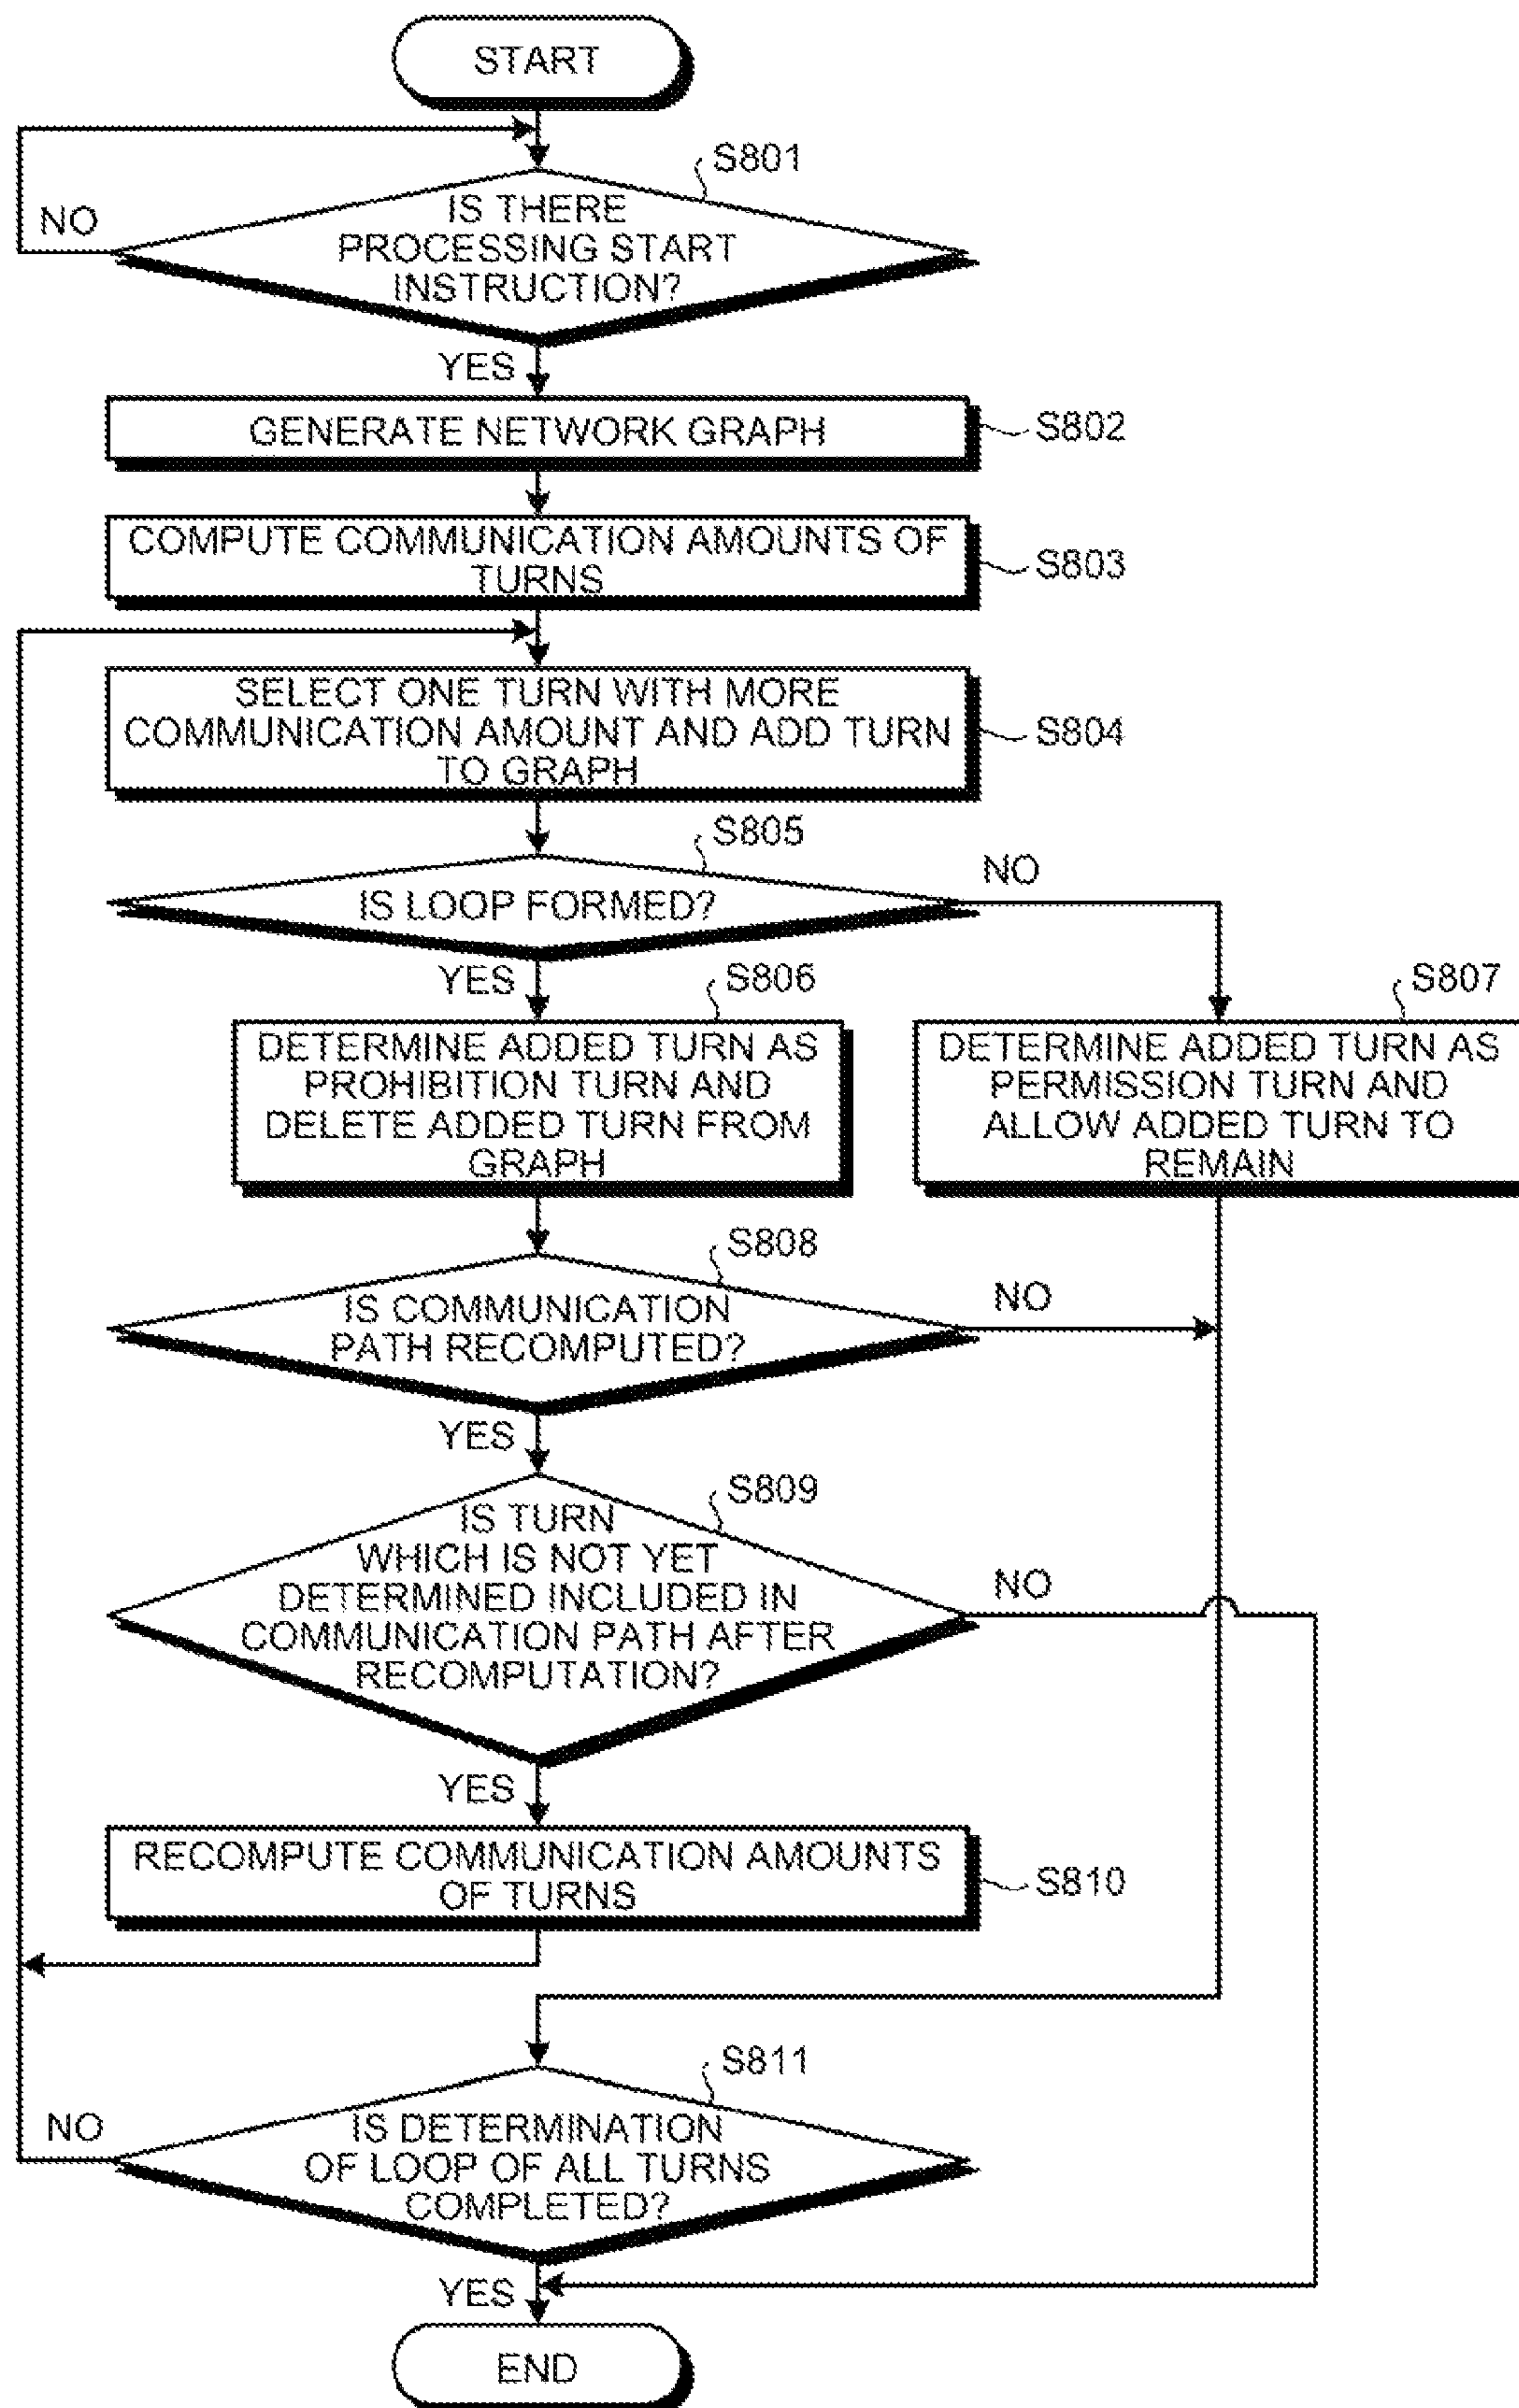 START
S801
IS THERE
PROCESSING START
INSTRUCTION?
NO
YES
GENERATE NETWORK GRAPH
S802
COMPUTE COMMUNICATION AMOUNTS OF
TURNS
S803
SELECT ONE TURN WITH MORE
COMMUNICATION AMOUNT AND ADD TURN
TO GRAPH
S804
S805
IS LOOP FORMED?
NO
YES
S806
DETERMINE ADDED TURN AS
PROHIBITION TURN AND
DELETE ADDED TURN FROM
GRAPH
S807
DETERMINE ADDED TURN AS
PERMISSION TURN AND
ALLOW ADDED TURN TO
REMAIN
S808
IS COMMUNICATION
PATH RECOMPUTED?
NO
YES
S809
IS TURN
WHICH IS NOT YET
DETERMINED INCLUDED IN
COMMUNICATION PATH AFTER
RECOMPUTATION?
NO
YES
RECOMPUTE COMMUNICATION AMOUNTS
OF TURNS
S810
S811
IS DETERMINATION
OF LOOP OF ALL TURNS
COMPLETED?
NO
YES
END